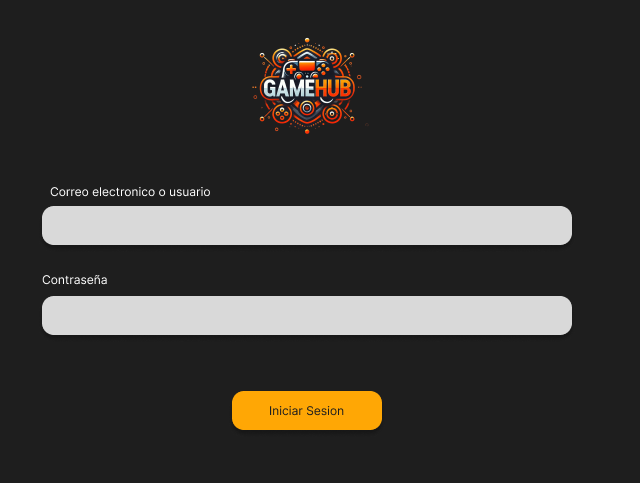 GAMEHUB
Correo electronico o usuario
Contraseña
Iniciar Sesion